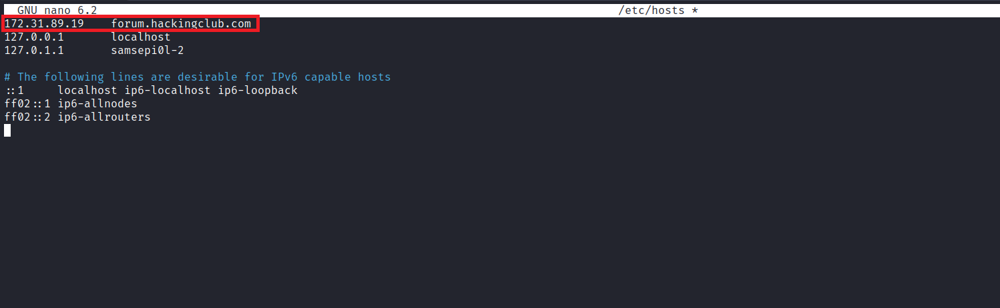 GNU nano 6.2 /etc/hosts *
172.31.89.19 forum.hackingclub.com
127.0.0.1 localhost
127.0.1.1 samsepi0l-2
# The following lines are desirable for IPv6 capable hosts
::1 localhost ip6-localhost ip6-loopback
ff02::1 ip6-allnodes
ff02::2 ip6-allrouters